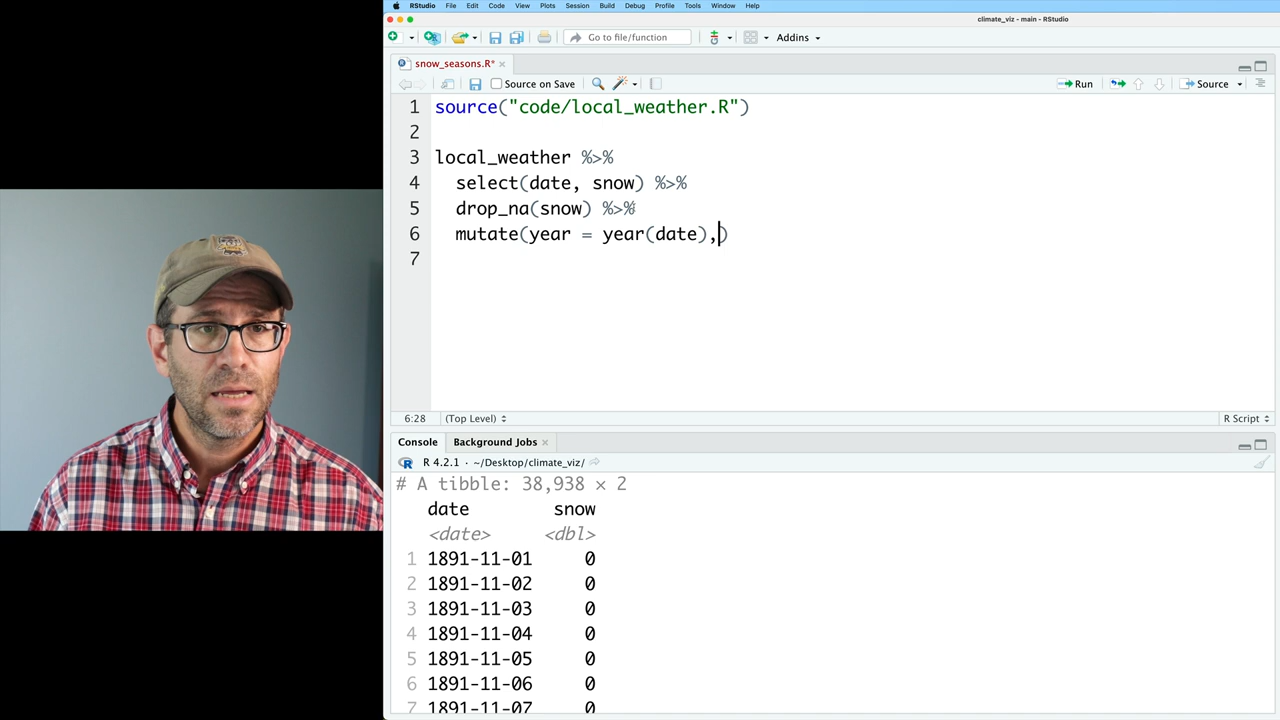 RStudio File Edit Code View Plots Session Build Debug Profile Tools Window Help
climate_viz - main - RStudio
Go to file/function Addins
snow_seasons.R*
Source on Save Run Source
1 source("code/local_weather.R")
2
3 local_weather %>%
4 select(date, snow) %>%
5 drop_na(snow) %>%
6 mutate(year = year(date),)
7
6:28 (Top Level) R Script
Console Background Jobs
R 4.2.1 · ~/Desktop/climate_viz/
# A tibble: 38,938 × 2
date snow
<date> <dbl>
1 1891-11-01 0
2 1891-11-02 0
3 1891-11-03 0
4 1891-11-04 0
5 1891-11-05 0
6 1891-11-06 0
7 1891-11-07 0